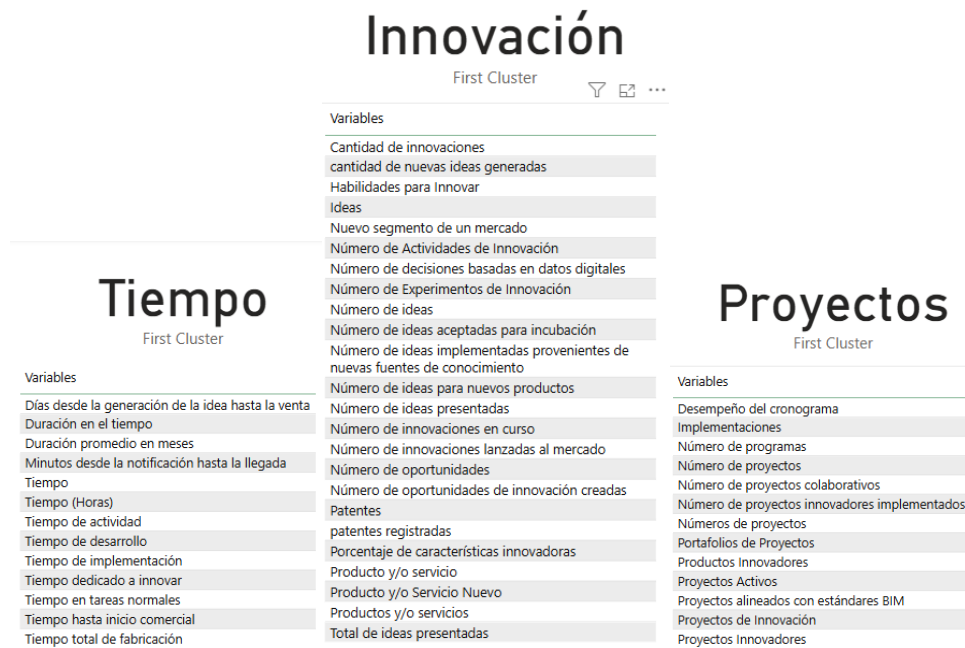 Innovación
First Cluster
Variables
Cantidad de innovaciones
cantidad de nuevas ideas generadas
Habilidades para Innovar
Ideas
Nuevo segmento de un mercado
Número de Actividades de Innovación
Número de decisiones basadas en datos digitales
Número de Experimentos de Innovación
Número de ideas
Número de ideas aceptadas para incubación
Número de ideas implementadas provenientes de
nuevas fuentes de conocimiento
Número de ideas para nuevos productos
Número de ideas presentadas
Número de innovaciones en curso
Número de innovaciones lanzadas al mercado
Número de oportunidades
Número de oportunidades de innovación creadas
Patentes
patentes registradas
Porcentaje de características innovadoras
Producto y/o servicio
Producto y/o Servicio Nuevo
Productos y/o servicios
Total de ideas presentadas
Tiempo
First Cluster
Variables
Días desde la generación de la idea hasta la venta
Duración en el tiempo
Duración promedio en meses
Minutos desde la notificación hasta la llegada
Tiempo
Tiempo (Horas)
Tiempo de actividad
Tiempo de desarrollo
Tiempo de implementación
Tiempo dedicado a innovar
Tiempo en tareas normales
Tiempo hasta inicio comercial
Tiempo total de fabricación
Proyectos
First Cluster
Variables
Desempeño del cronograma
Implementaciones
Número de programas
Número de proyectos
Número de proyectos colaborativos
Número de proyectos innovadores implementados
Números de proyectos
Portafolios de Proyectos
Productos Innovadores
Proyectos Activos
Proyectos alineados con estándares BIM
Proyectos de Innovación
Proyectos Innovadores